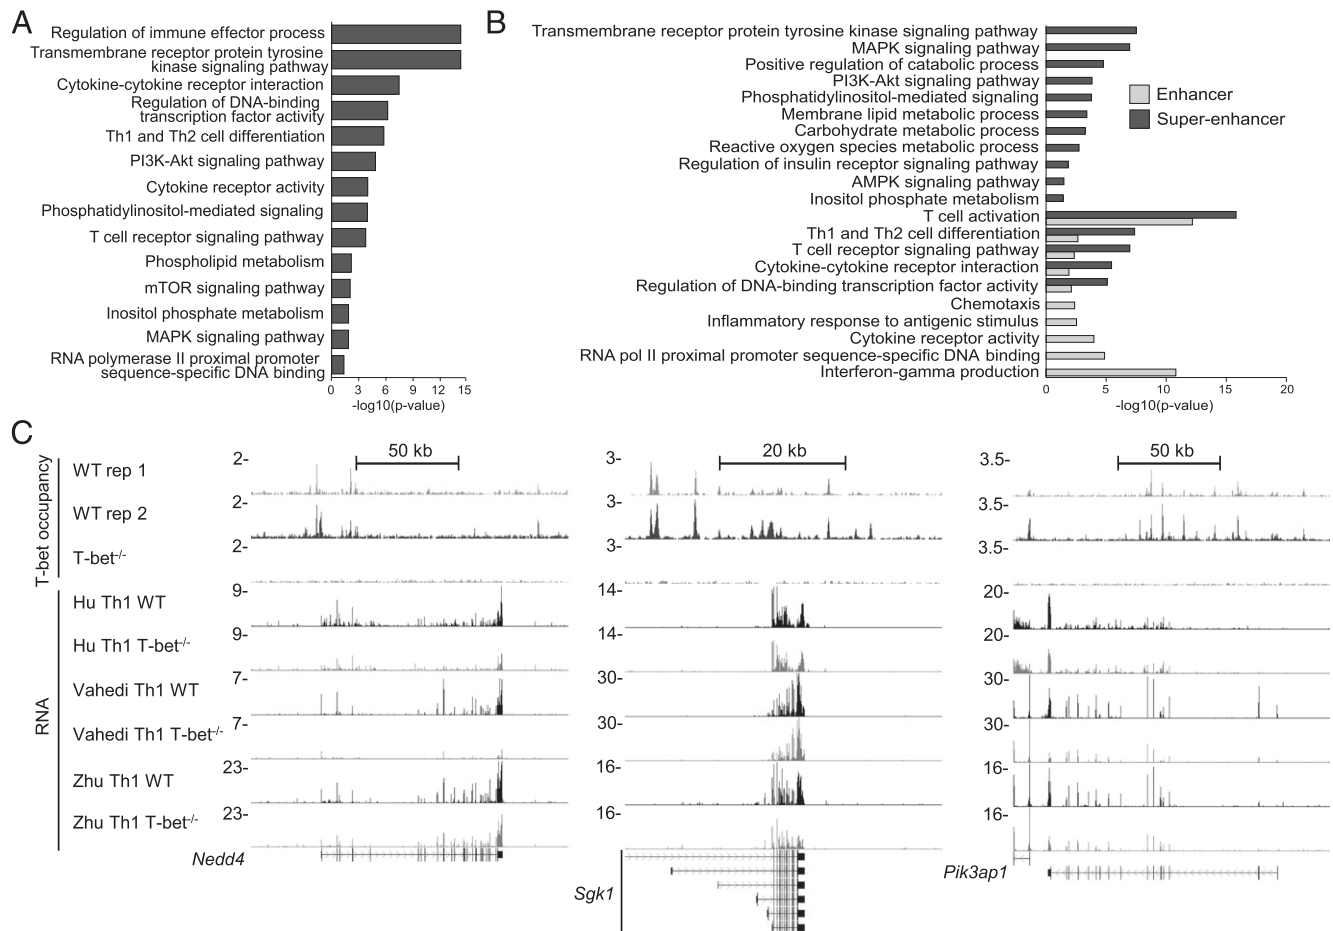 A
Regulation of immune effector process
Transmembrane receptor protein tyrosine
kinase signaling pathway
Cytokine-cytokine receptor interaction
Regulation of DNA-binding
transcription factor activity
Th1 and Th2 cell differentiation
PI3K-Akt signaling pathway
Cytokine receptor activity
Phosphatidylinositol-mediated signaling
T cell receptor signaling pathway
Phospholipid metabolism
mTOR signaling pathway
Inositol phosphate metabolism
MAPK signaling pathway
RNA polymerase II proximal promoter
sequence-specific DNA binding
0 3 6 9 12 15
-log10(p-value)
B
Transmembrane receptor protein tyrosine kinase signaling pathway
MAPK signaling pathway
Positive regulation of catabolic process
PI3K-Akt signaling pathway
Phosphatidylinositol-mediated signaling
Membrane lipid metabolic process
Carbohydrate metabolic process
Reactive oxygen species metabolic process
Regulation of insulin receptor signaling pathway
AMPK signaling pathway
Inositol phosphate metabolism
T cell activation
Th1 and Th2 cell differentiation
T cell receptor signaling pathway
Cytokine-cytokine receptor interaction
Regulation of DNA-binding transcription factor activity
Chemotaxis
Inflammatory response to antigenic stimulus
Cytokine receptor activity
RNA pol II proximal promoter sequence-specific DNA binding
Interferon-gamma production
Enhancer
Super-enhancer
0 5 10 15 20
-log10(p-value)
C
T-bet occupancy
RNA
WT rep 1
WT rep 2
T-bet-/-
Hu Th1 WT
Hu Th1 T-bet-/-
Vahedi Th1 WT
Vahedi Th1 T-bet-/-
Zhu Th1 WT
Zhu Th1 T-bet-/-
50 kb
2-
2-
2-
9-
9-
7-
7-
23-
23-
Nedd4
20 kb
3-
3-
3-
14-
14-
30-
30-
16-
16-
Sgk1
50 kb
3.5-
3.5-
3.5-
20-
20-
30-
30-
16-
16-
Pik3ap1